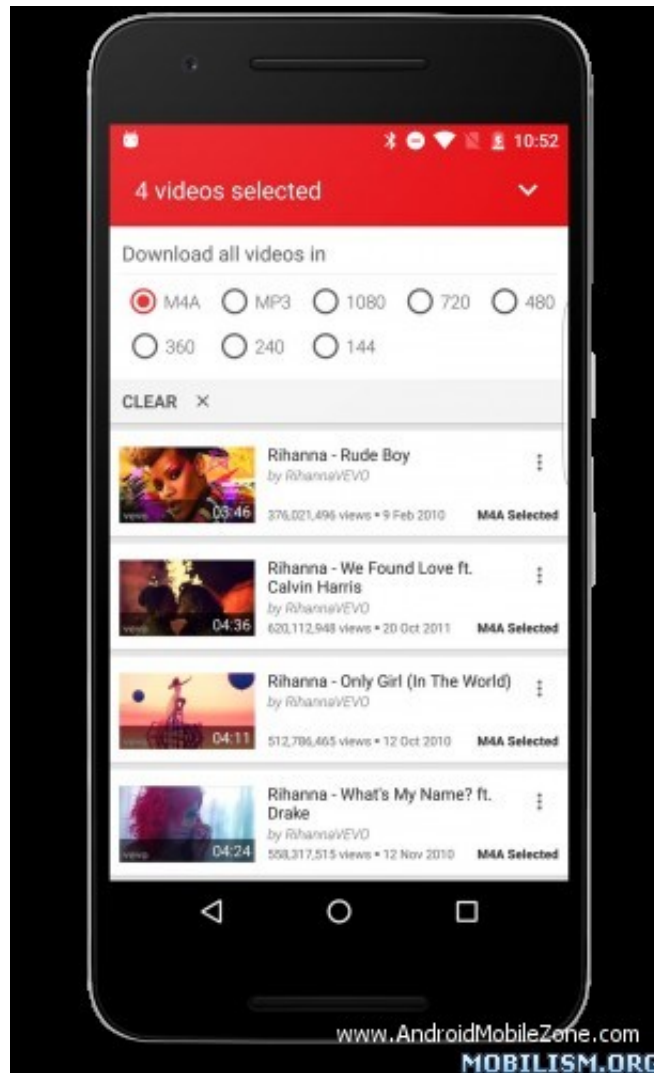 10:52
4 videos selected
Download all videos in
M4A MP3 1080 720 480
360 240 144
CLEAR ×
Rihanna - Rude Boy
by RihannaVEVO
vevo 03:46
376,021,496 views • 9 Feb 2010 M4A Selected
Rihanna - We Found Love ft.
Calvin Harris
by RihannaVEVO
vevo 04:36
620,112,948 views • 20 Oct 2011 M4A Selected
Rihanna - Only Girl (In The World)
by RihannaVEVO
vevo 04:11
512,786,465 views • 12 Oct 2010 M4A Selected
Rihanna - What's My Name? ft.
Drake
by RihannaVEVO
vevo 04:24
558,317,515 views • 12 Nov 2010 M4A Selected
www.AndroidMobileZone.com
MOBILISM.ORG